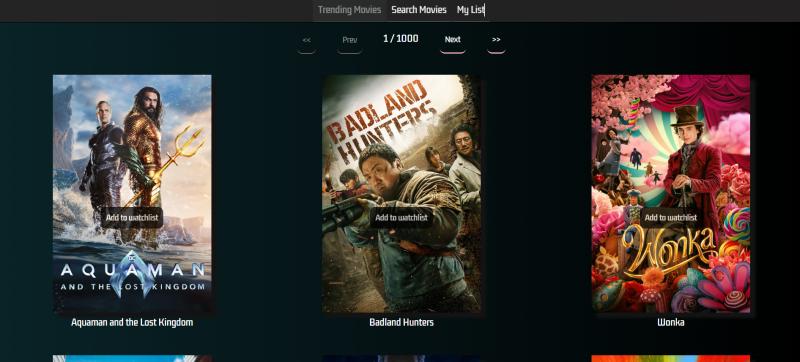 Trending Movies Search Movies My List
<< Prev 1 / 1000 Next >>
BADLAND
HUNTERS
Add to watchlist Add to watchlist Add to watchlist
DC
AQUAMAN
AND THE LOST KINGDOM
Wonka
Aquaman and the Lost Kingdom Badland Hunters Wonka